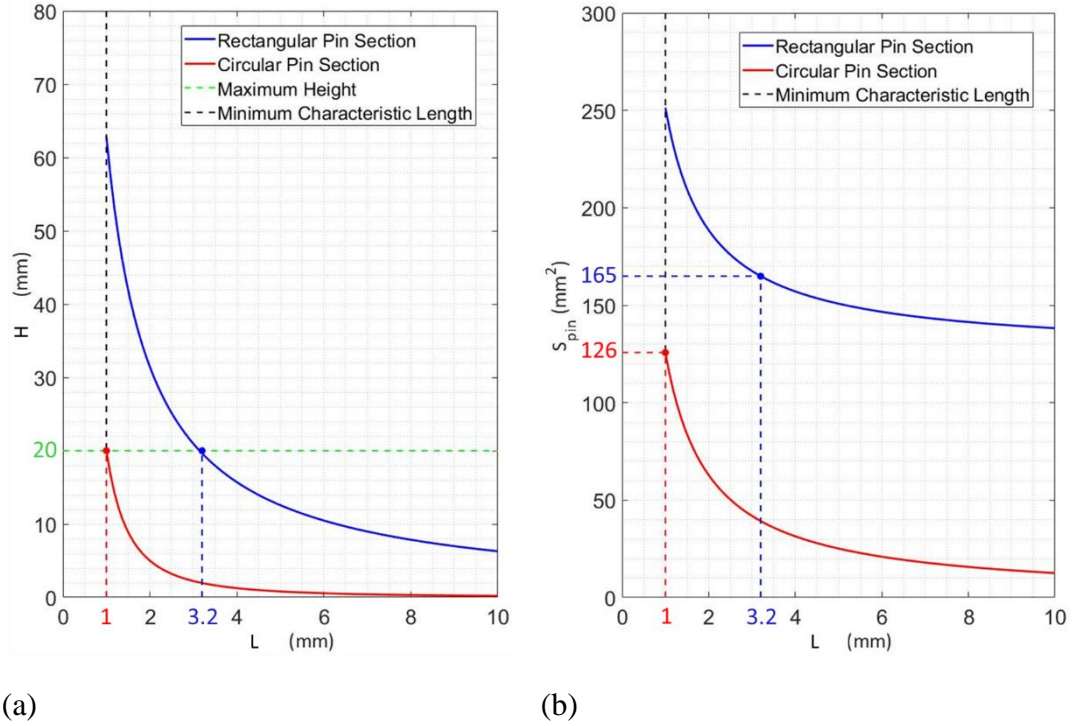 80
70
60
50
40
30
20
10
0
H (mm)
Rectangular Pin Section
Circular Pin Section
Maximum Height
Minimum Characteristic Length
0 1 2 3.2 4 6 8 10
L (mm)
(a)
300
250
200
165
150
126
100
50
0
S_pin (mm²)
Rectangular Pin Section
Circular Pin Section
Minimum Characteristic Length
0 1 2 3.2 4 6 8 10
L (mm)
(b)